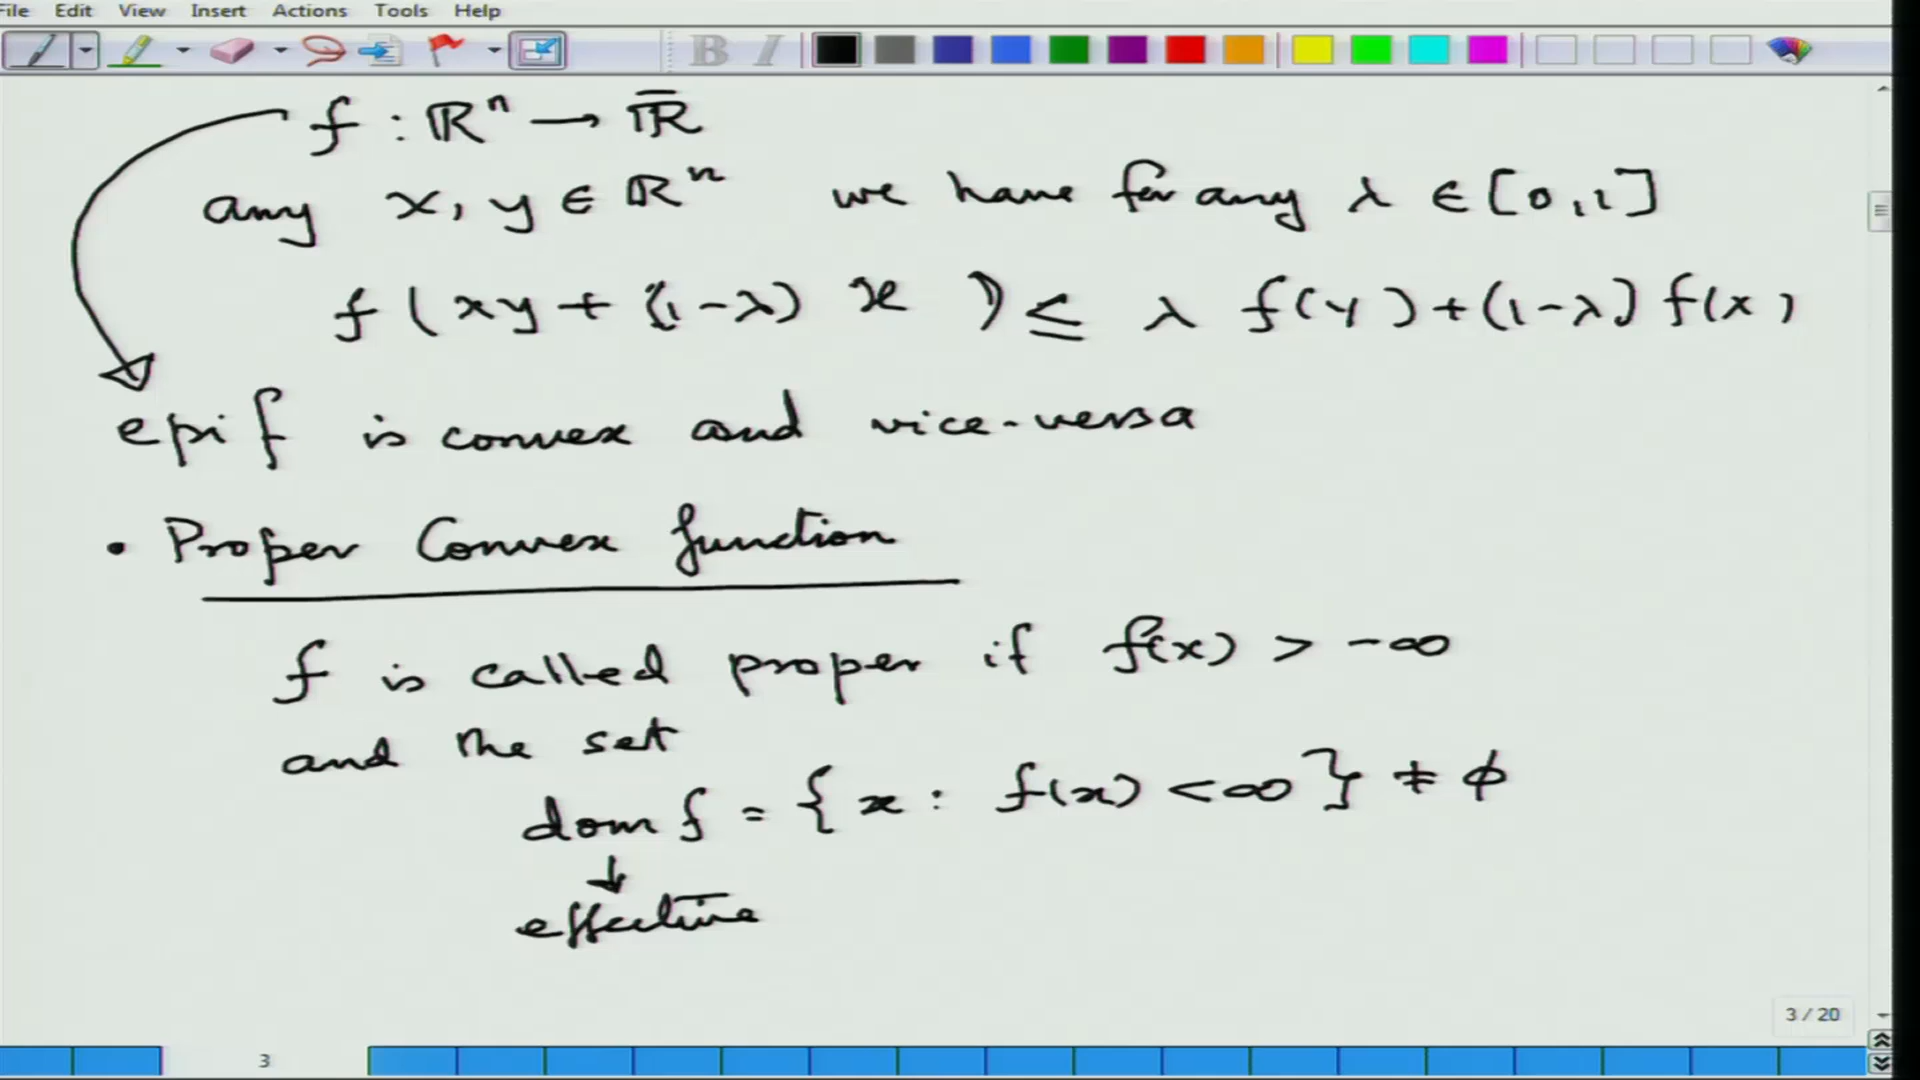 File Edit View Insert Actions Tools Help
B I
f : ℝⁿ → ℝ̄
any x, y ∈ ℝⁿ we have for any λ ∈ [0,1]
f(xy + (1-λ) x ) ≤ λ f(y) + (1-λ) f(x)
epi f is convex and vice-versa
• Proper Convex function
f is called proper if f(x) > -∞
and the set
dom f = { x : f(x) < ∞ } ≠ ϕ
↓
effective
3 / 20
3